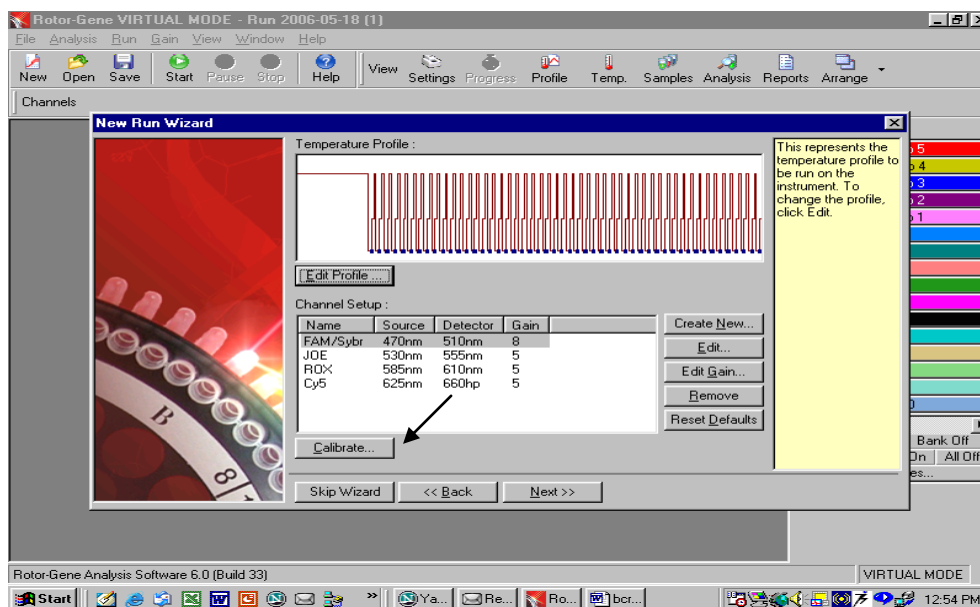 Rotor-Gene VIRTUAL MODE - Run 2006-05-18 (1)
File Analysis Run Gain View Window Help
New Open Save Start Pause Stop Help View Settings Progress Profile Temp. Samples Analysis Reports Arrange
Channels
New Run Wizard
Temperature Profile :
This represents the
temperature profile to
be run on the
instrument. To
change the profile,
click Edit.
Edit Profile ...
Channel Setup :
Name Source Detector Gain
FAM/Sybr 470nm 510nm 8
JOE 530nm 555nm 5
ROX 585nm 610nm 5
Cy5 625nm 660hp 5
Create New...
Edit...
Edit Gain...
Remove
Reset Defaults
Calibrate...
Skip Wizard << Back Next >>
5
4
3
2
1
Bank Off
On All Off
B
8
Rotor-Gene Analysis Software 6.0 (Build 33) VIRTUAL MODE
Start » Ya... Re... Ro... bcr... 12:54 PM